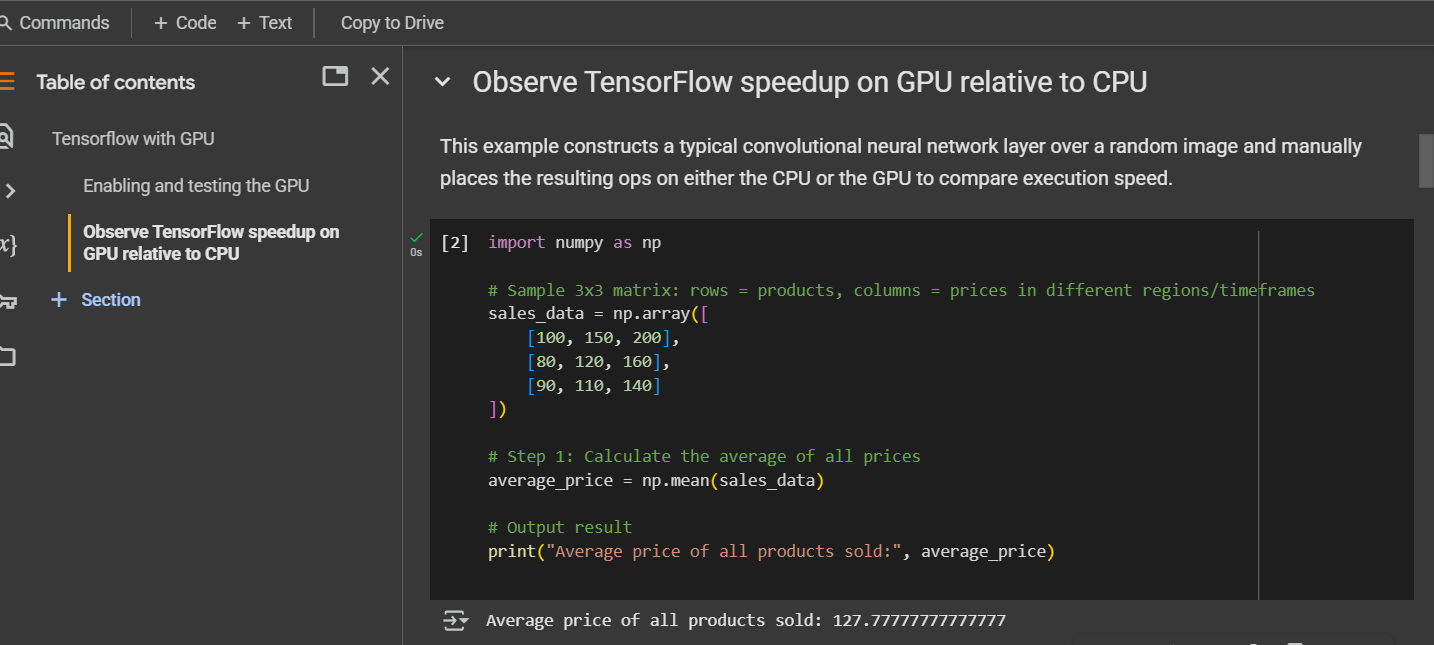 Commands
+ Code
+ Text
Copy to Drive
Table of contents
Tensorflow with GPU
Enabling and testing the GPU
Observe TensorFlow speedup on
GPU relative to CPU
+ Section
Observe TensorFlow speedup on GPU relative to CPU
This example constructs a typical convolutional neural network layer over a random image and manually
places the resulting ops on either the CPU or the GPU to compare execution speed.
0s
[2]
import numpy as np
# Sample 3x3 matrix: rows = products, columns = prices in different regions/timeframes
sales_data = np.array([
    [100, 150, 200],
    [80, 120, 160],
    [90, 110, 140]
])
# Step 1: Calculate the average of all prices
average_price = np.mean(sales_data)
# Output result
print("Average price of all products sold:", average_price)
Average price of all products sold: 127.77777777777777